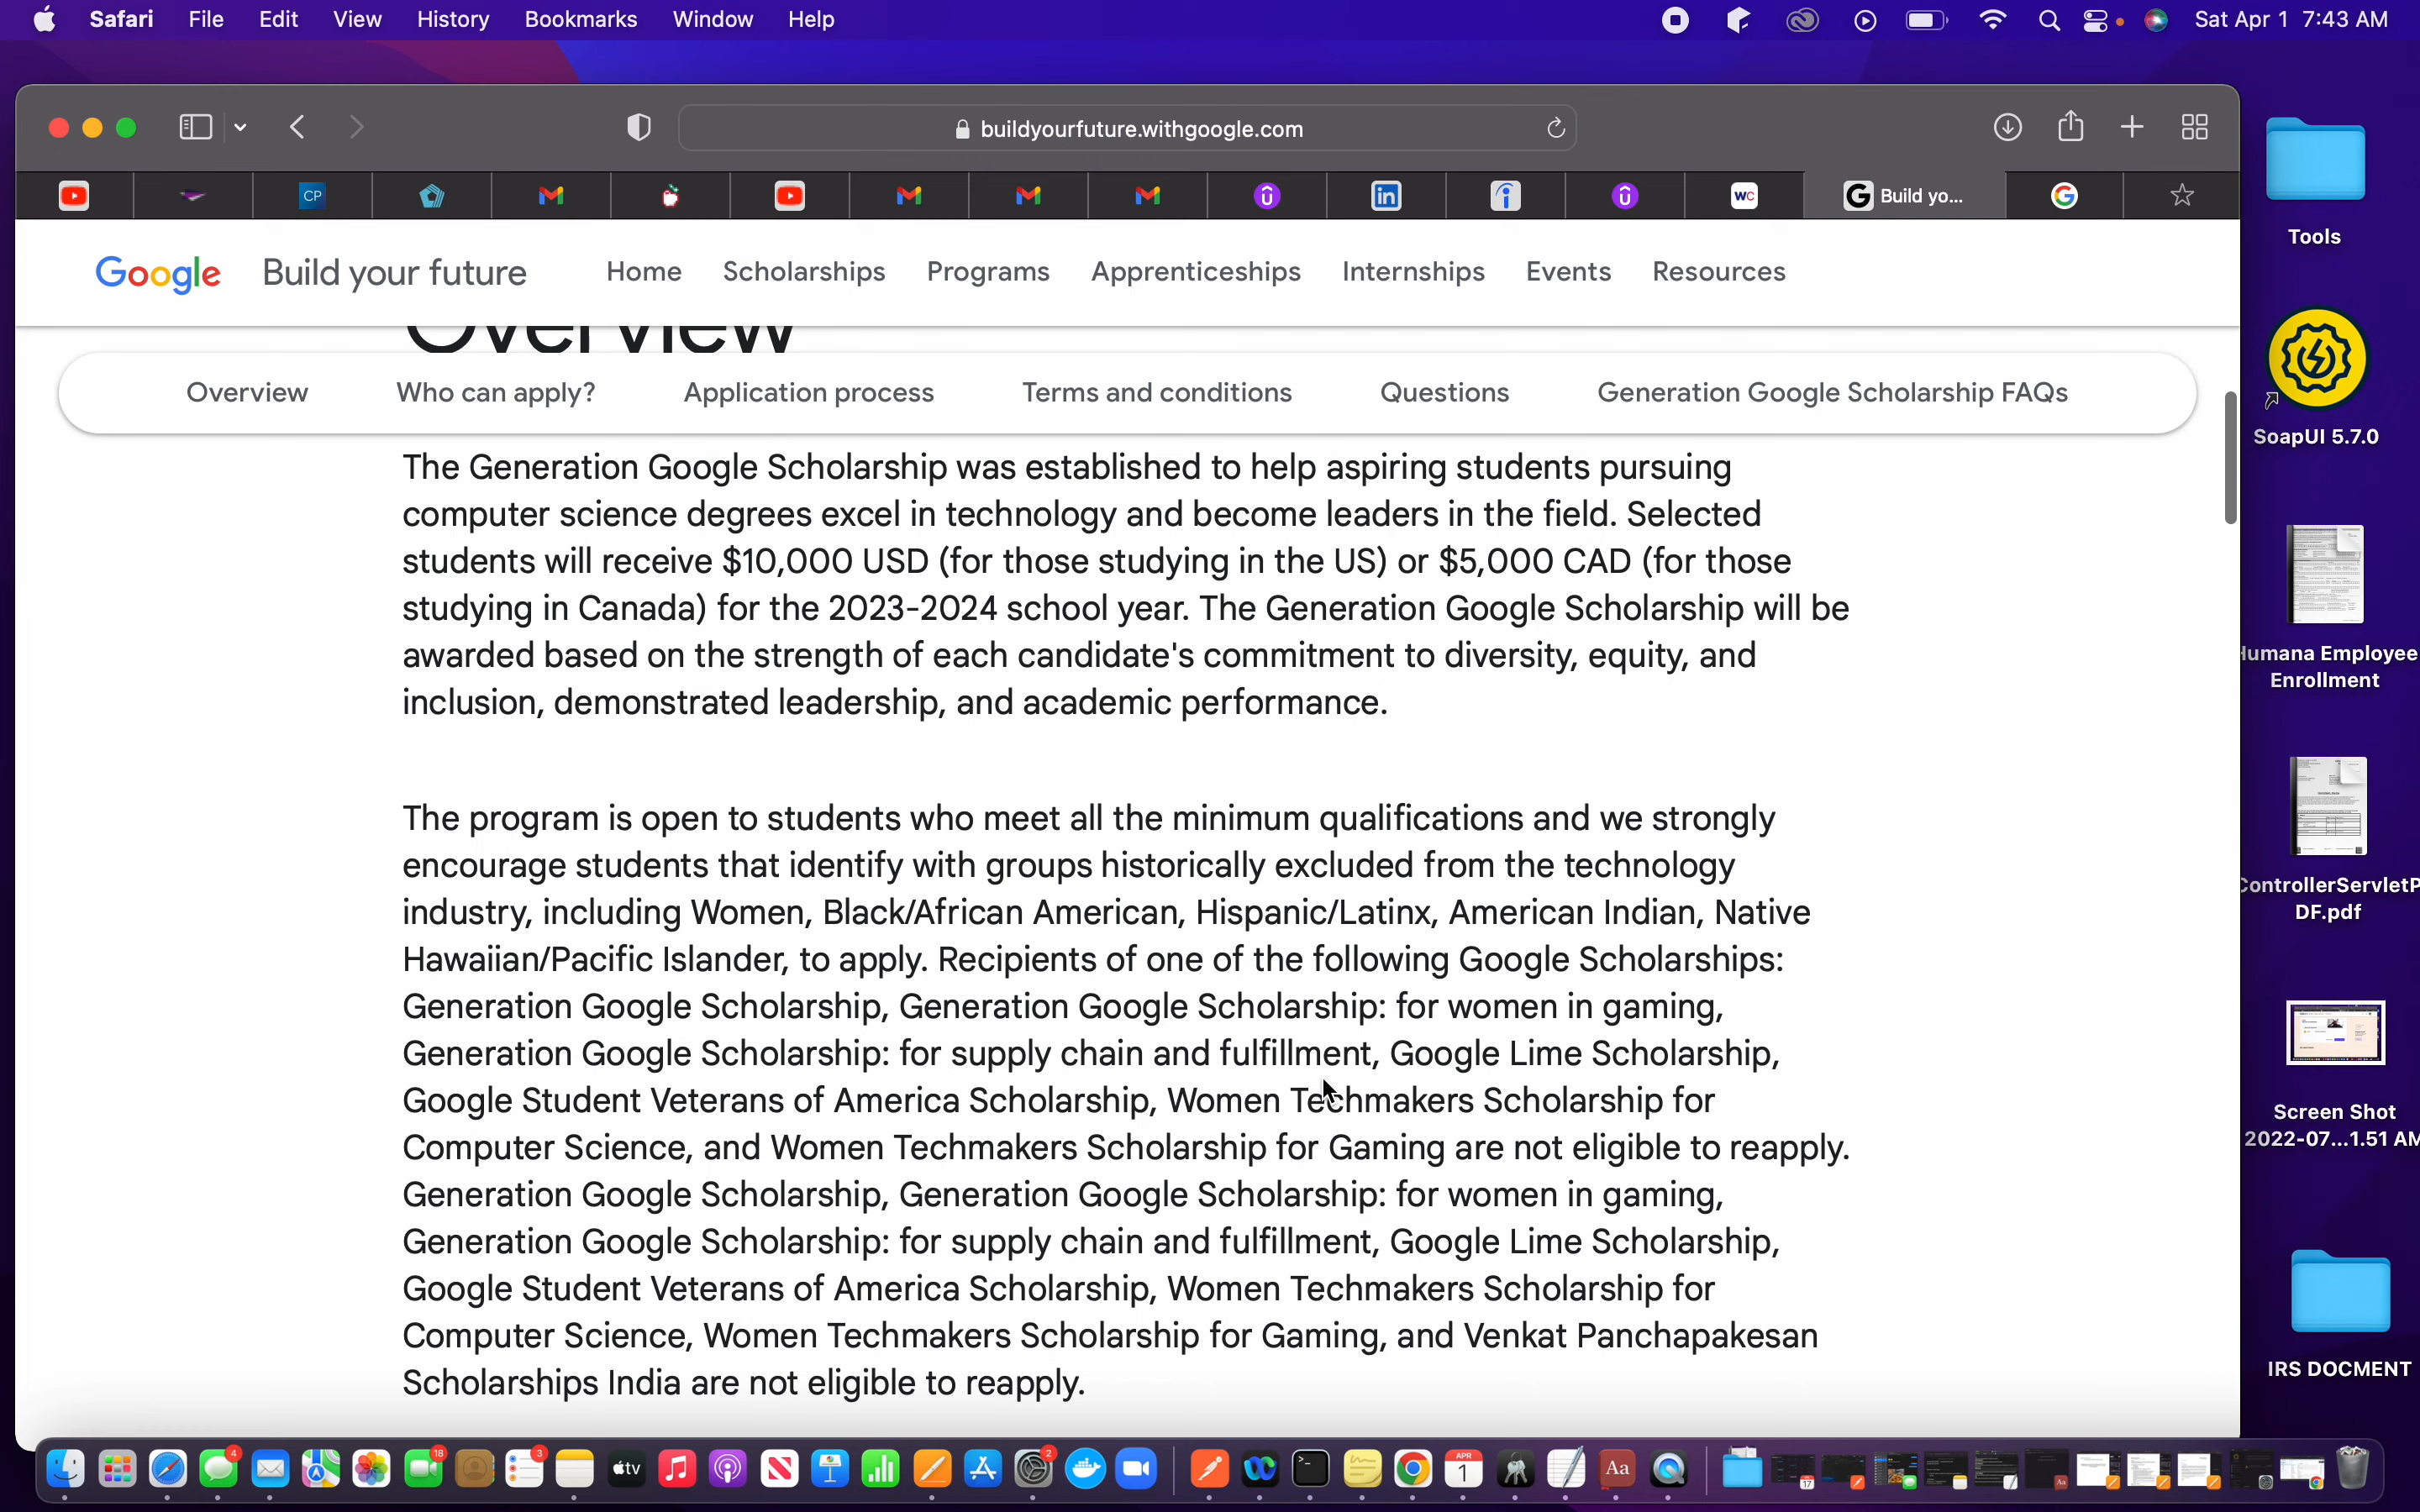 Safari File Edit View History Bookmarks Window Help Sat Apr 1 7:43 AM
buildyourfuture.withgoogle.com
CP
WC
G Build yo...
Google Build your future Home Scholarships Programs Apprenticeships Internships Events Resources
Overview
Overview Who can apply? Application process Terms and conditions Questions Generation Google Scholarship FAQs
The Generation Google Scholarship was established to help aspiring students pursuing
computer science degrees excel in technology and become leaders in the field. Selected
students will receive $10,000 USD (for those studying in the US) or $5,000 CAD (for those
studying in Canada) for the 2023-2024 school year. The Generation Google Scholarship will be
awarded based on the strength of each candidate's commitment to diversity, equity, and
inclusion, demonstrated leadership, and academic performance.
The program is open to students who meet all the minimum qualifications and we strongly
encourage students that identify with groups historically excluded from the technology
industry, including Women, Black/African American, Hispanic/Latinx, American Indian, Native
Hawaiian/Pacific Islander, to apply. Recipients of one of the following Google Scholarships:
Generation Google Scholarship, Generation Google Scholarship: for women in gaming,
Generation Google Scholarship: for supply chain and fulfillment, Google Lime Scholarship,
Google Student Veterans of America Scholarship, Women Techmakers Scholarship for
Computer Science, and Women Techmakers Scholarship for Gaming are not eligible to reapply.
Generation Google Scholarship, Generation Google Scholarship: for women in gaming,
Generation Google Scholarship: for supply chain and fulfillment, Google Lime Scholarship,
Google Student Veterans of America Scholarship, Women Techmakers Scholarship for
Computer Science, Women Techmakers Scholarship for Gaming, and Venkat Panchapakesan
Scholarships India are not eligible to reapply.
Tools
SoapUI 5.7.0
Humana Employee
Enrollment
ControllerServletP
DF.pdf
Screen Shot
2022-07...1.51 AM
IRS DOCMENT
4 18 3 tv 2 APR 1 Aa 17